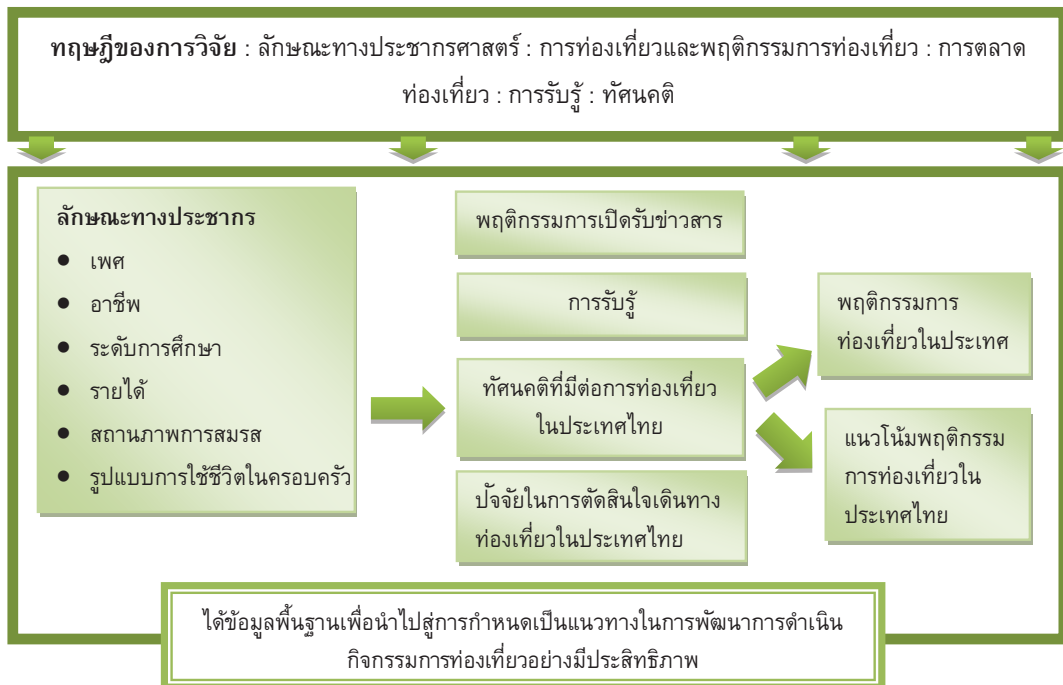 ทฤษฎีของการวิจัย : ลักษณะทางประชากรศาสตร์ : การท่องเที่ยวและพฤติกรรมการท่องเที่ยว : การตลาด
ท่องเที่ยว : การรับรู้ : ทัศนคติ
ลักษณะทางประชากร
● เพศ
● อาชีพ
● ระดับการศึกษา
● รายได้
● สถานภาพการสมรส
● รูปแบบการใช้ชีวิตในครอบครัว
พฤติกรรมการเปิดรับข่าวสาร
การรับรู้
ทัศนคติที่มีต่อการท่องเที่ยว
ในประเทศไทย
ปัจจัยในการตัดสินใจเดินทาง
ท่องเที่ยวในประเทศไทย
พฤติกรรมการ
ท่องเที่ยวในประเทศ
แนวโน้มพฤติกรรม
การท่องเที่ยวใน
ประเทศไทย
ได้ข้อมูลพื้นฐานเพื่อนำไปสู่การกำหนดเป็นแนวทางในการพัฒนาการดำเนิน
กิจกรรมการท่องเที่ยวอย่างมีประสิทธิภาพ